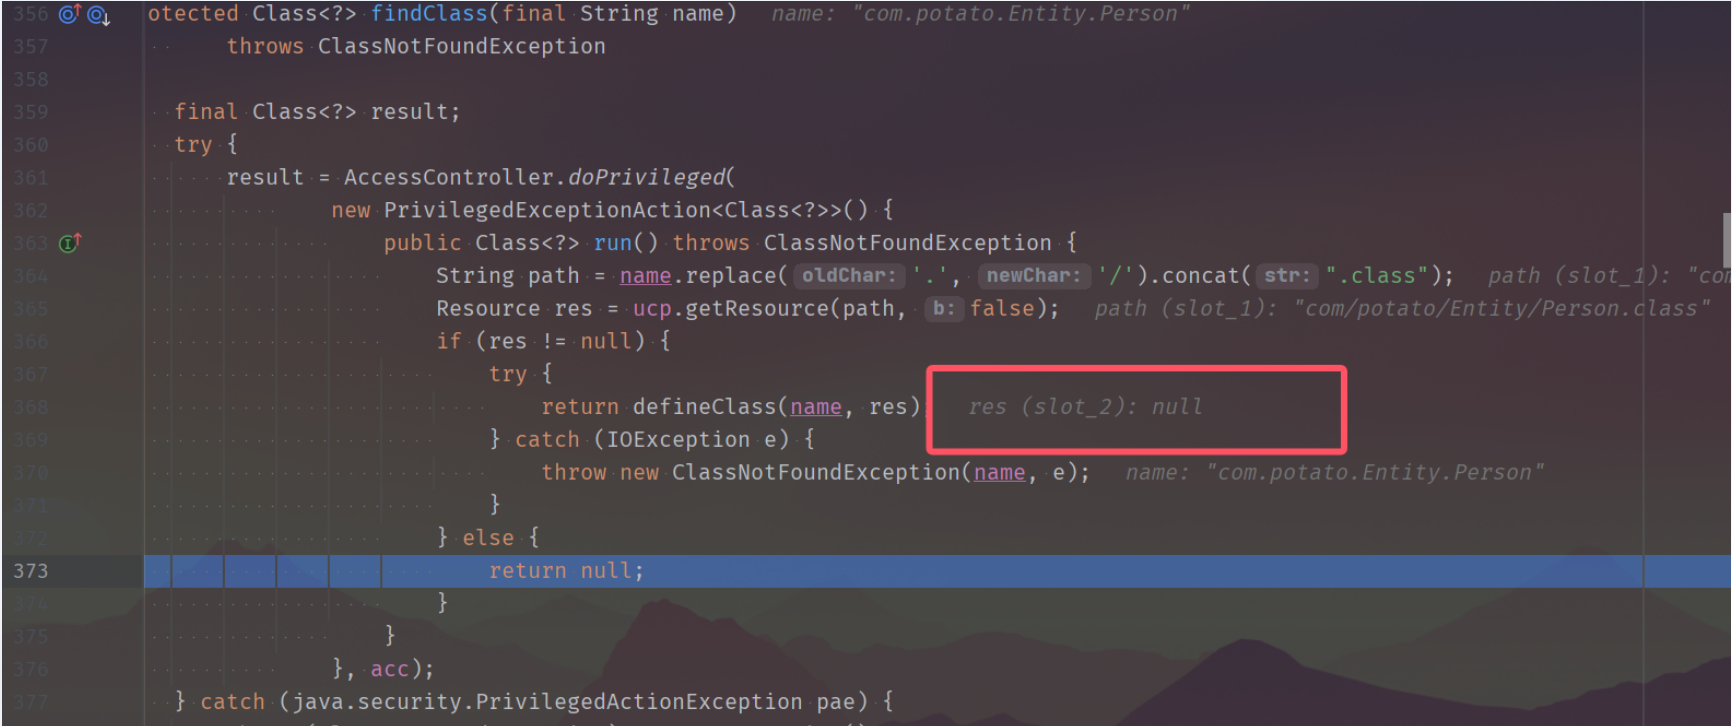 356 otected Class<?> findClass(final String name) name: "com.potato.Entity.Person"
357 throws ClassNotFoundException
358
359 final Class<?> result;
360 try {
361 result = AccessController.doPrivileged(
362 new PrivilegedExceptionAction<Class<?>>() {
363 public Class<?> run() throws ClassNotFoundException {
364 String path = name.replace( oldChar: '.', newChar: '/').concat( str: ".class"); path (slot_1): "com
365 Resource res = ucp.getResource(path, b: false); path (slot_1): "com/potato/Entity/Person.class"
366 if (res != null) {
367 try {
368 return defineClass(name, res); res (slot_2): null
369 } catch (IOException e) {
370 throw new ClassNotFoundException(name, e); name: "com.potato.Entity.Person"
371 }
372 } else {
373 return null;
374 }
375 }
376 }, acc);
377 } catch (java.security.PrivilegedActionException pae) {